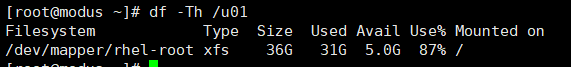 [root@modus ~]# df -Th /u01
Filesystem            Type  Size  Used Avail Use% Mounted on
/dev/mapper/rhel-root xfs    36G   31G  5.0G  87% /
[root@modus ~]#